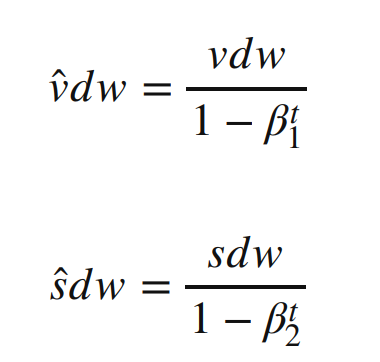 v̂dw = vdw / (1 − β₁ᵗ)
ŝdw = sdw / (1 − β₂ᵗ)